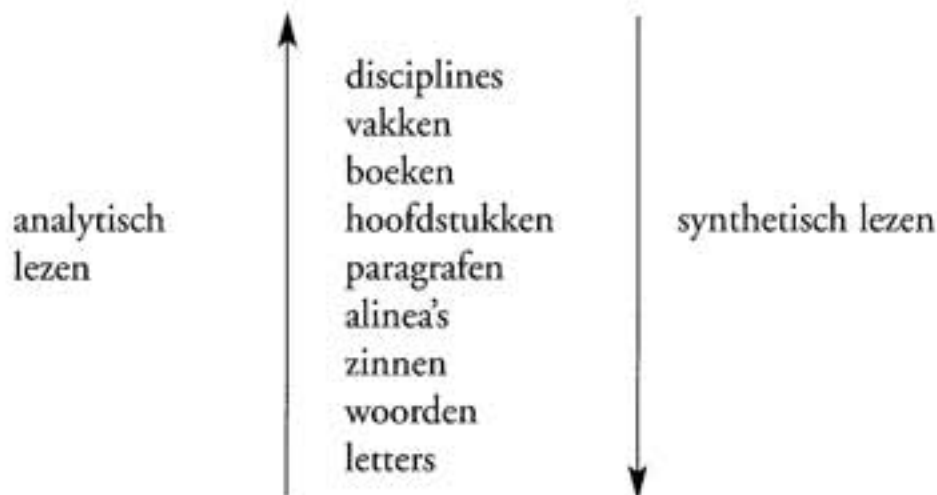 disciplines
vakken
boeken
analytisch
lezen
hoofdstukken
paragrafen
alinea's
zinnen
woorden
letters
synthetisch lezen